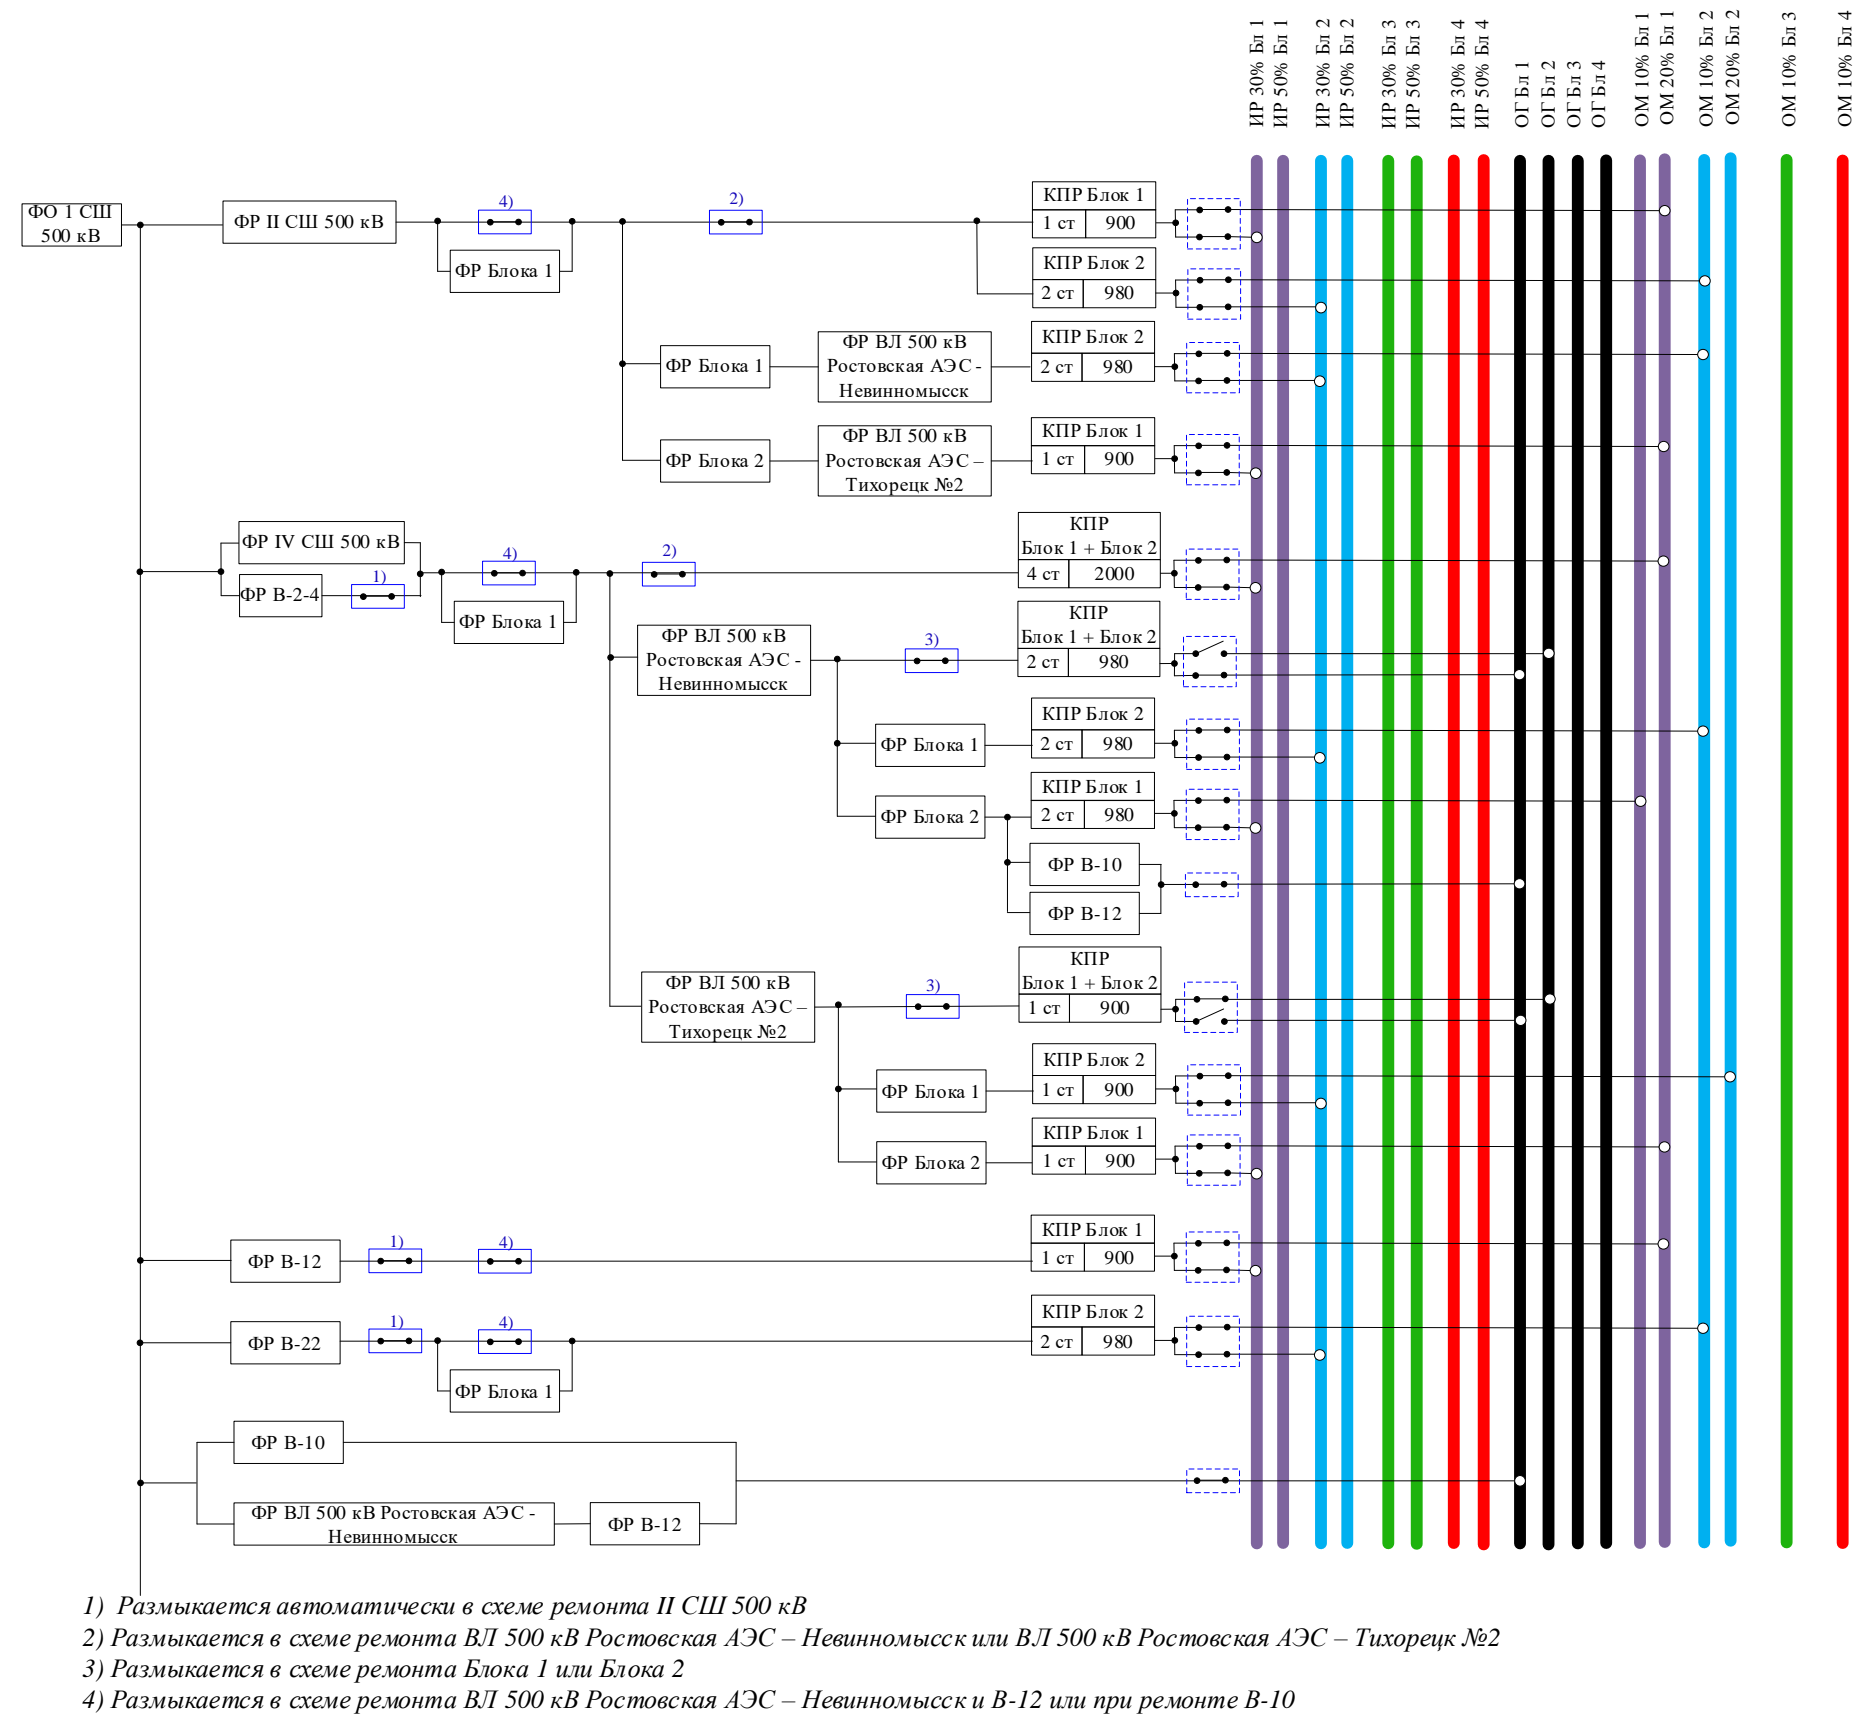 ИР 30% Бл 1
ИР 50% Бл 1
ИР 30% Бл 2
ИР 50% Бл 2
ИР 30% Бл 3
ИР 50% Бл 3
ИР 30% Бл 4
ИР 50% Бл 4
ОГ Бл 1
ОГ Бл 2
ОГ Бл 3
ОГ Бл 4
ОМ 10% Бл 1
ОМ 20% Бл 1
ОМ 10% Бл 2
ОМ 20% Бл 2
ОМ 10% Бл 3
ОМ 10% Бл 4
ФО 1 СШ
500 кВ
ФР II СШ 500 кВ
4)
ФР Блока 1
2)
КПР Блок 1
1 ст 900
КПР Блок 2
2 ст 980
ФР Блока 1
ФР ВЛ 500 кВ
Ростовская АЭС -
Невинномысск
КПР Блок 2
2 ст 980
ФР Блока 2
ФР ВЛ 500 кВ
Ростовская АЭС –
Тихорецк №2
КПР Блок 1
1 ст 900
ФР IV СШ 500 кВ
ФР В-2-4
1)
4)
ФР Блока 1
2)
КПР
Блок 1 + Блок 2
4 ст 2000
ФР ВЛ 500 кВ
Ростовская АЭС -
Невинномысск
3)
КПР
Блок 1 + Блок 2
2 ст 980
ФР Блока 1
КПР Блок 2
2 ст 980
ФР Блока 2
КПР Блок 1
2 ст 980
ФР В-10
ФР В-12
ФР ВЛ 500 кВ
Ростовская АЭС –
Тихорецк №2
3)
КПР
Блок 1 + Блок 2
1 ст 900
ФР Блока 1
КПР Блок 2
1 ст 900
ФР Блока 2
КПР Блок 1
1 ст 900
ФР В-12
1)
4)
КПР Блок 1
1 ст 900
ФР В-22
1)
4)
ФР Блока 1
КПР Блок 2
2 ст 980
ФР В-10
ФР ВЛ 500 кВ Ростовская АЭС -
Невинномысск
ФР В-12
1) Размыкается автоматически в схеме ремонта II СШ 500 кВ
2) Размыкается в схеме ремонта ВЛ 500 кВ Ростовская АЭС – Невинномысск или ВЛ 500 кВ Ростовская АЭС – Тихорецк №2
3) Размыкается в схеме ремонта Блока 1 или Блока 2
4) Размыкается в схеме ремонта ВЛ 500 кВ Ростовская АЭС – Невинномысск и В-12 или при ремонте В-10